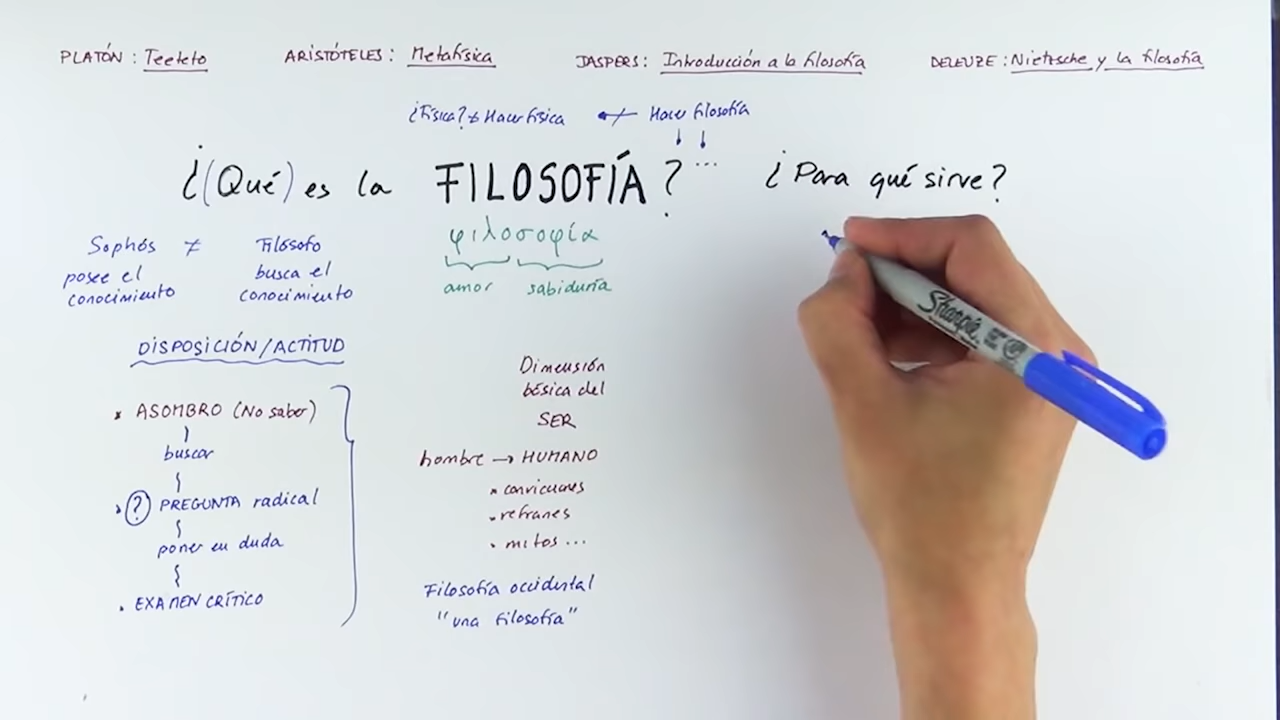 PLATÓN : Teeteto
ARISTÓTELES : Metafísica
JASPERS : Introducción a la filosofía
DELEUZE : Nietzsche y la filosofía
¿Física? ≠ Hacer física
Hacer filosofía
¿(Qué) es la FILOSOFÍA ? ...
¿Para qué sirve?
φιλοσοφία
amor
sabiduría
Sophós ≠ Filósofo
posee el
conocimiento
busca el
conocimiento
DISPOSICIÓN/ACTITUD
* ASOMBRO (No saber)
buscar
? PREGUNTA radical
poner en duda
. EXAMEN CRÍTICO
Dimensión
básica del
SER
hombre → HUMANO
* convicciones
* refranes
* mitos ...
Filosofía occidental
"una filosofía"
Sharpie